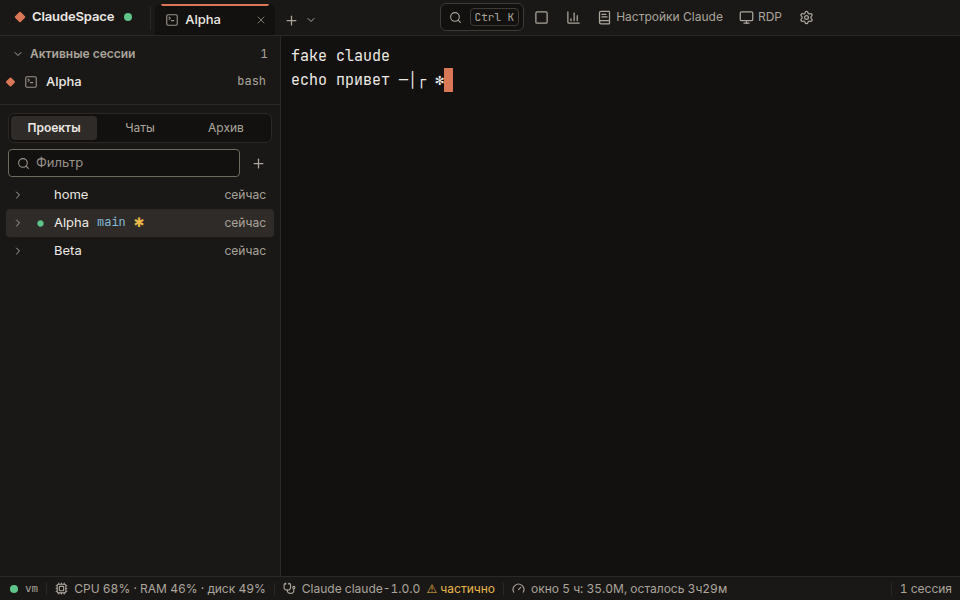 ClaudeSpace
Alpha
Ctrl K
Настройки Claude
RDP
Активные сессии 1
Alpha bash
Проекты Чаты Архив
Фильтр
home сейчас
Alpha main ✱ сейчас
Beta сейчас
fake claude
echo привет ─│┌ ✻
vm
CPU 68% · RAM 46% · диск 49%
Claude claude-1.0.0 ⚠ частично
окно 5 ч: 35.0M, осталось 3ч29м
1 сессия